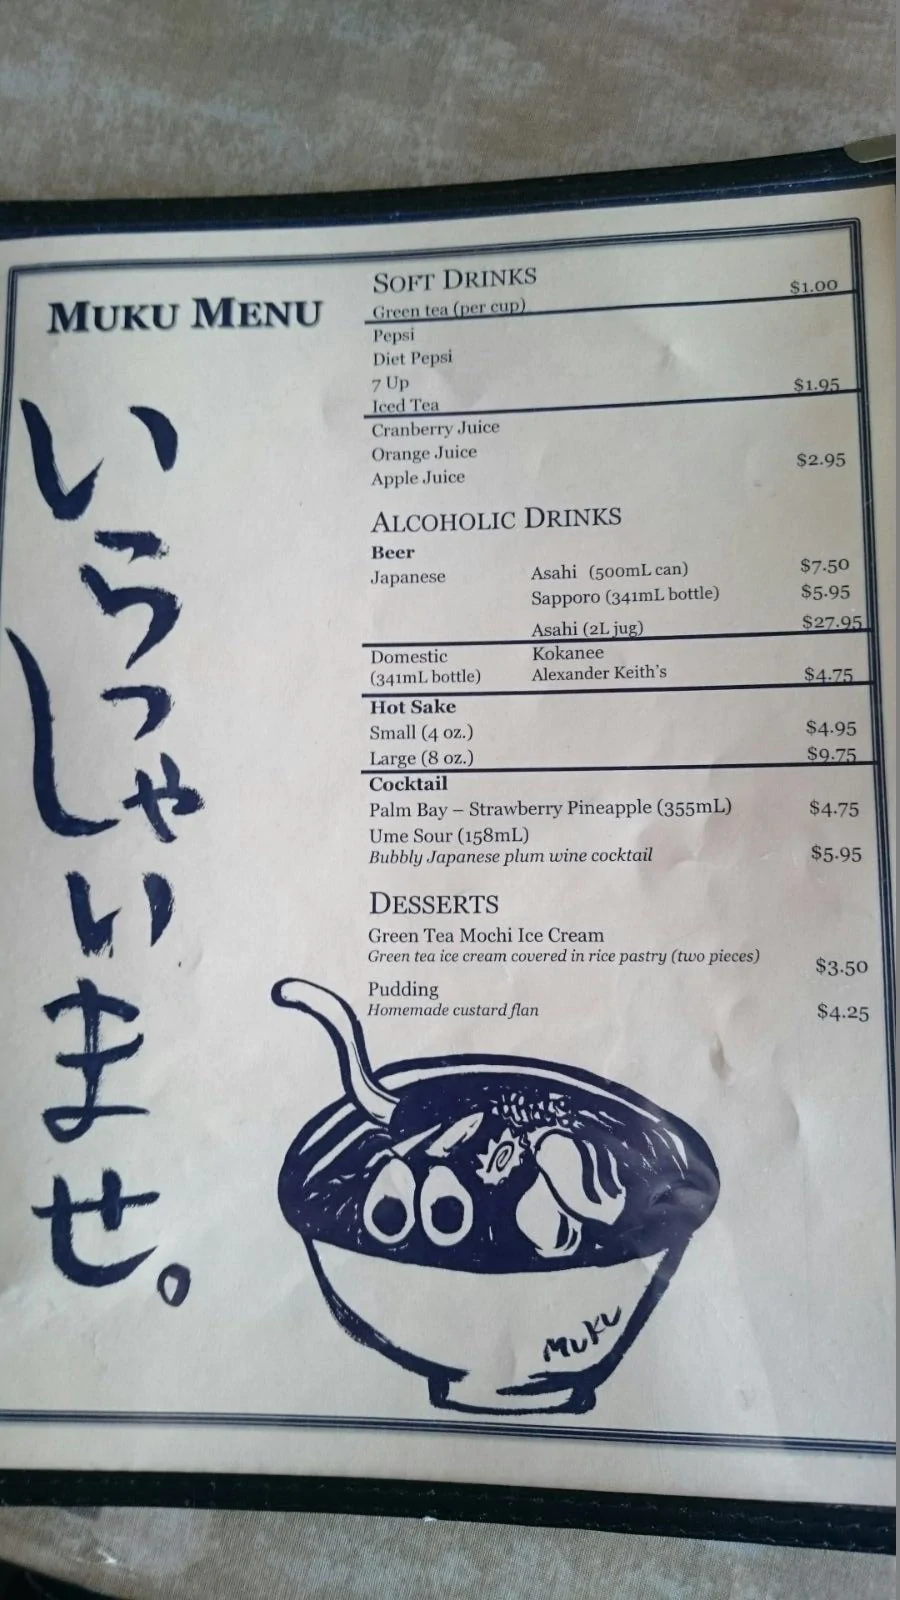 MUKU MENU
いらっしゃいませ。
SOFT DRINKS
Green tea (per cup) $1.00
Pepsi
Diet Pepsi
7 Up
Iced Tea $1.95
Cranberry Juice
Orange Juice
Apple Juice $2.95
ALCOHOLIC DRINKS
Beer
Japanese Asahi (500mL can) $7.50
Sapporo (341mL bottle) $5.95
Asahi (2L jug) $27.95
Domestic Kokanee
(341mL bottle) Alexander Keith's $4.75
Hot Sake
Small (4 oz.) $4.95
Large (8 oz.) $9.75
Cocktail
Palm Bay – Strawberry Pineapple (355mL) $4.75
Ume Sour (158mL)
Bubbly Japanese plum wine cocktail $5.95
DESSERTS
Green Tea Mochi Ice Cream
Green tea ice cream covered in rice pastry (two pieces) $3.50
Pudding
Homemade custard flan $4.25
MUKU